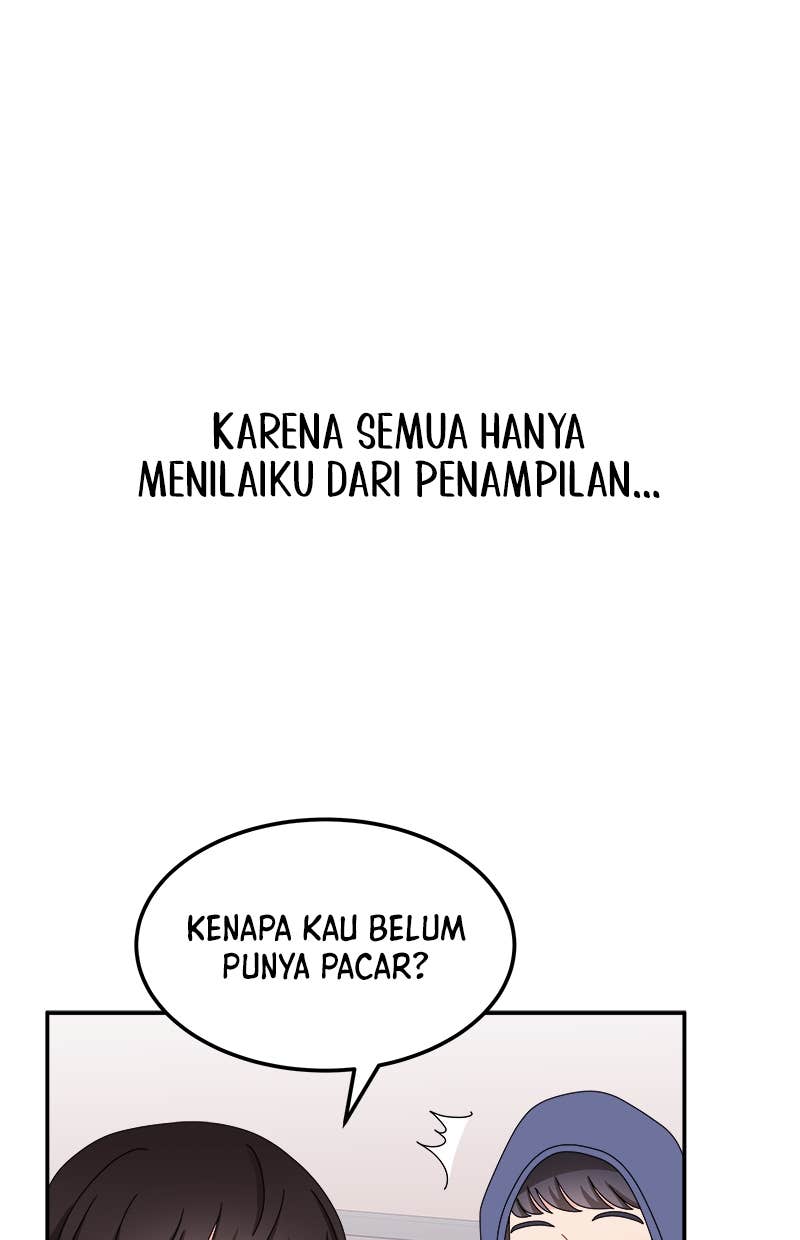 KARENA SEMUA HANYA
MENILAIKU DARI PENAMPILAN...
KENAPA KAU BELUM
PUNYA PACAR?